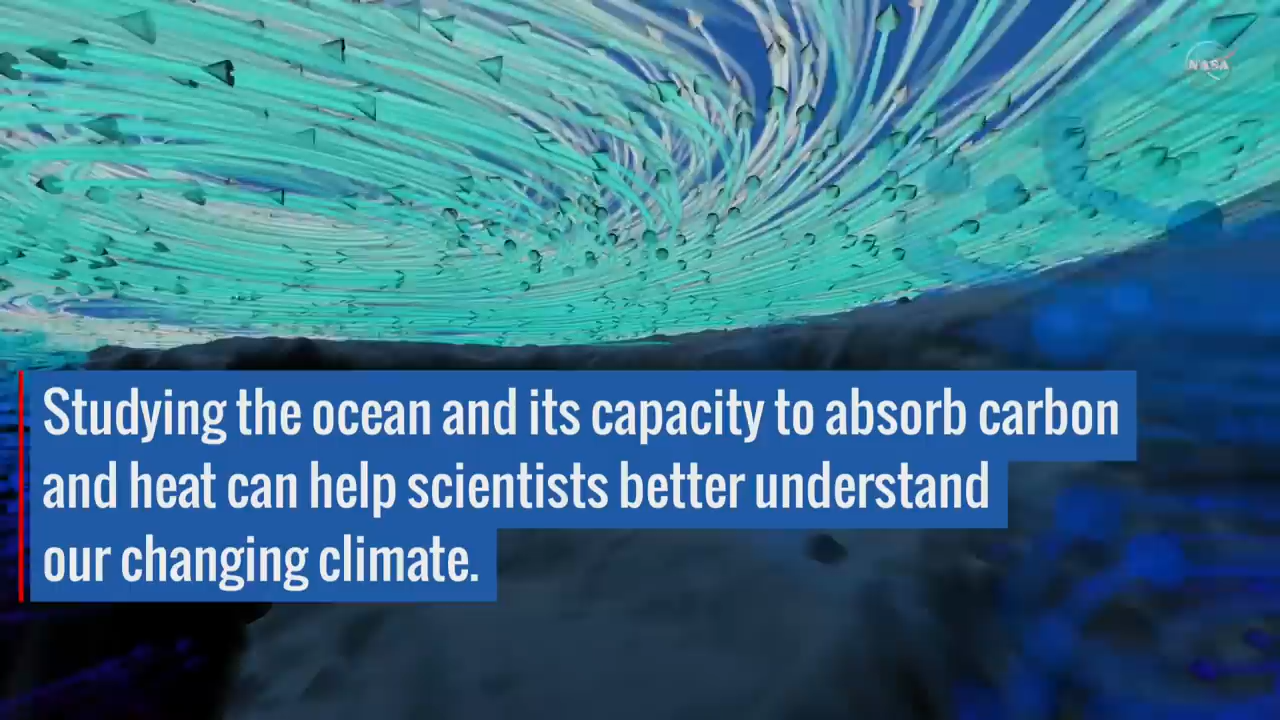 NASA
Studying the ocean and its capacity to absorb carbon
and heat can help scientists better understand
our changing climate.